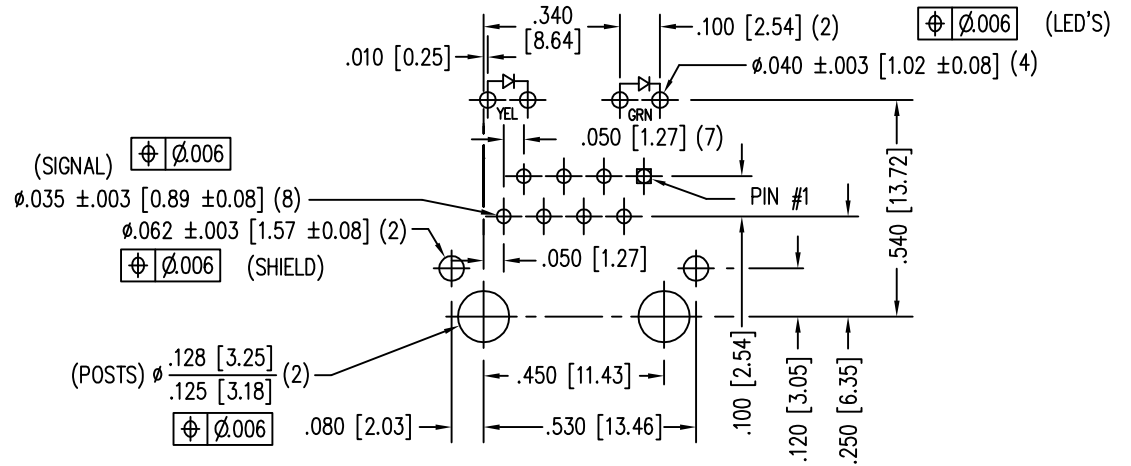 .340
[8.64]
.100 [2.54] (2)
⌖ Ø.006 (LED'S)
.010 [0.25]
Ø.040 ±.003 [1.02 ±0.08] (4)
YEL
GRN
.050 [1.27] (7)
⌖ Ø.006
(SIGNAL)
Ø.035 ±.003 [0.89 ±0.08] (8)
PIN #1
Ø.062 ±.003 [1.57 ±0.08] (2)
⌖ Ø.006 (SHIELD)
.050 [1.27]
.540 [13.72]
(POSTS) Ø .128 [3.25]
.125 [3.18] (2)
⌖ Ø.006
.450 [11.43]
.080 [2.03]
.530 [13.46]
.100 [2.54]
.120 [3.05]
.250 [6.35]